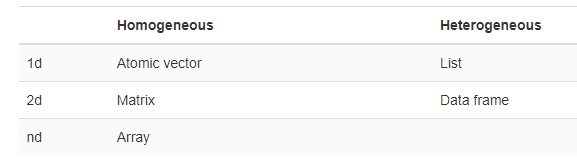 Homogeneous Heterogeneous
1d Atomic vector List
2d Matrix Data frame
nd Array